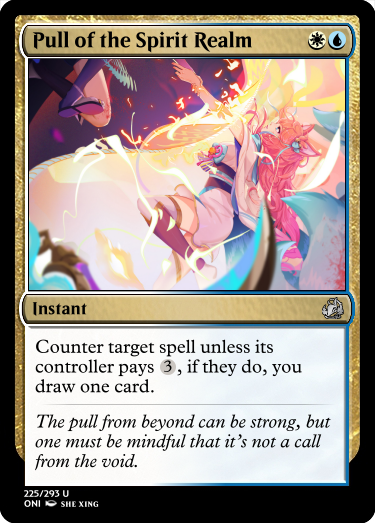 Pull of the Spirit Realm
Instant
Counter target spell unless its
controller pays 3, if they do, you
draw one card.
The pull from beyond can be strong, but
one must be mindful that it's not a call
from the void.
225/293 U
ONI SHE XING